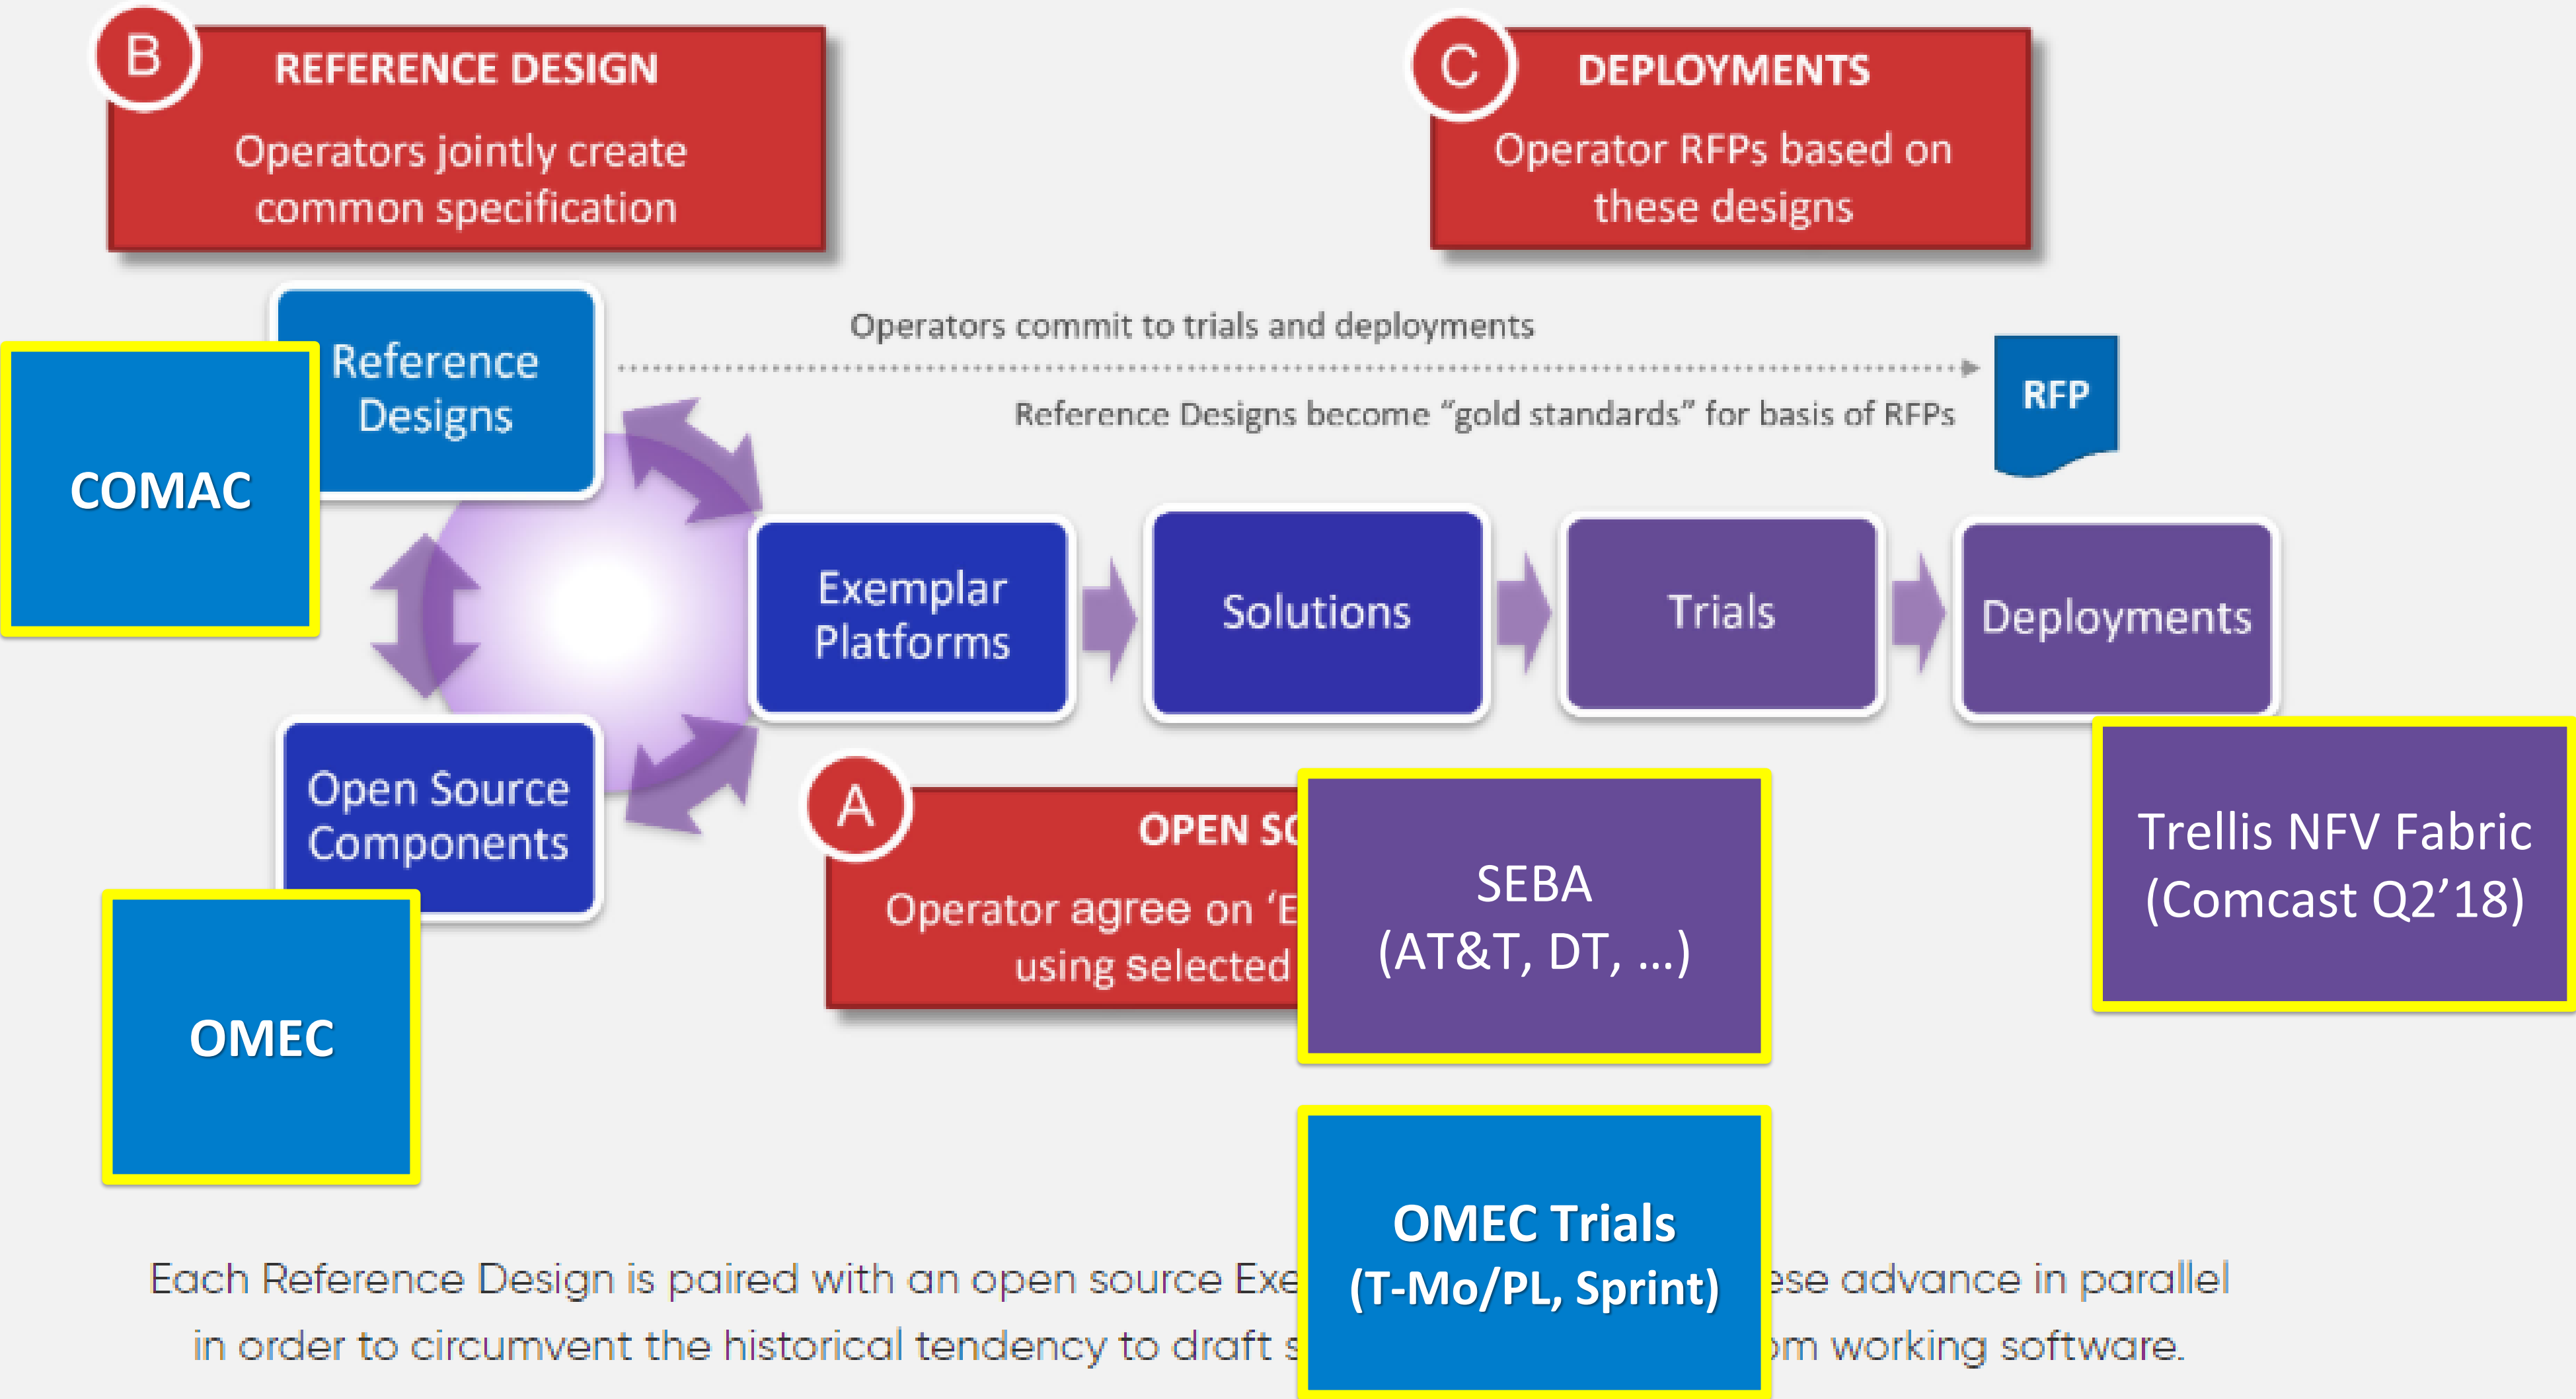 B
REFERENCE DESIGN
Operators jointly create
common specification
C
DEPLOYMENTS
Operator RFPs based on
these designs
Reference
Designs
COMAC
Operators commit to trials and deployments
Reference Designs become “gold standards” for basis of RFPs
RFP
Exemplar
Platforms
Solutions
Trials
Deployments
Open Source
Components
OMEC
A
OPEN
Operator agree on
using selected
SEBA
(AT&T, DT, ...)
Trellis NFV Fabric
(Comcast Q2’18)
OMEC Trials
(T-Mo/PL, Sprint)
Each Reference Design is paired with an open source advance in parallel
in order to circumvent the historical tendency to draft working software.